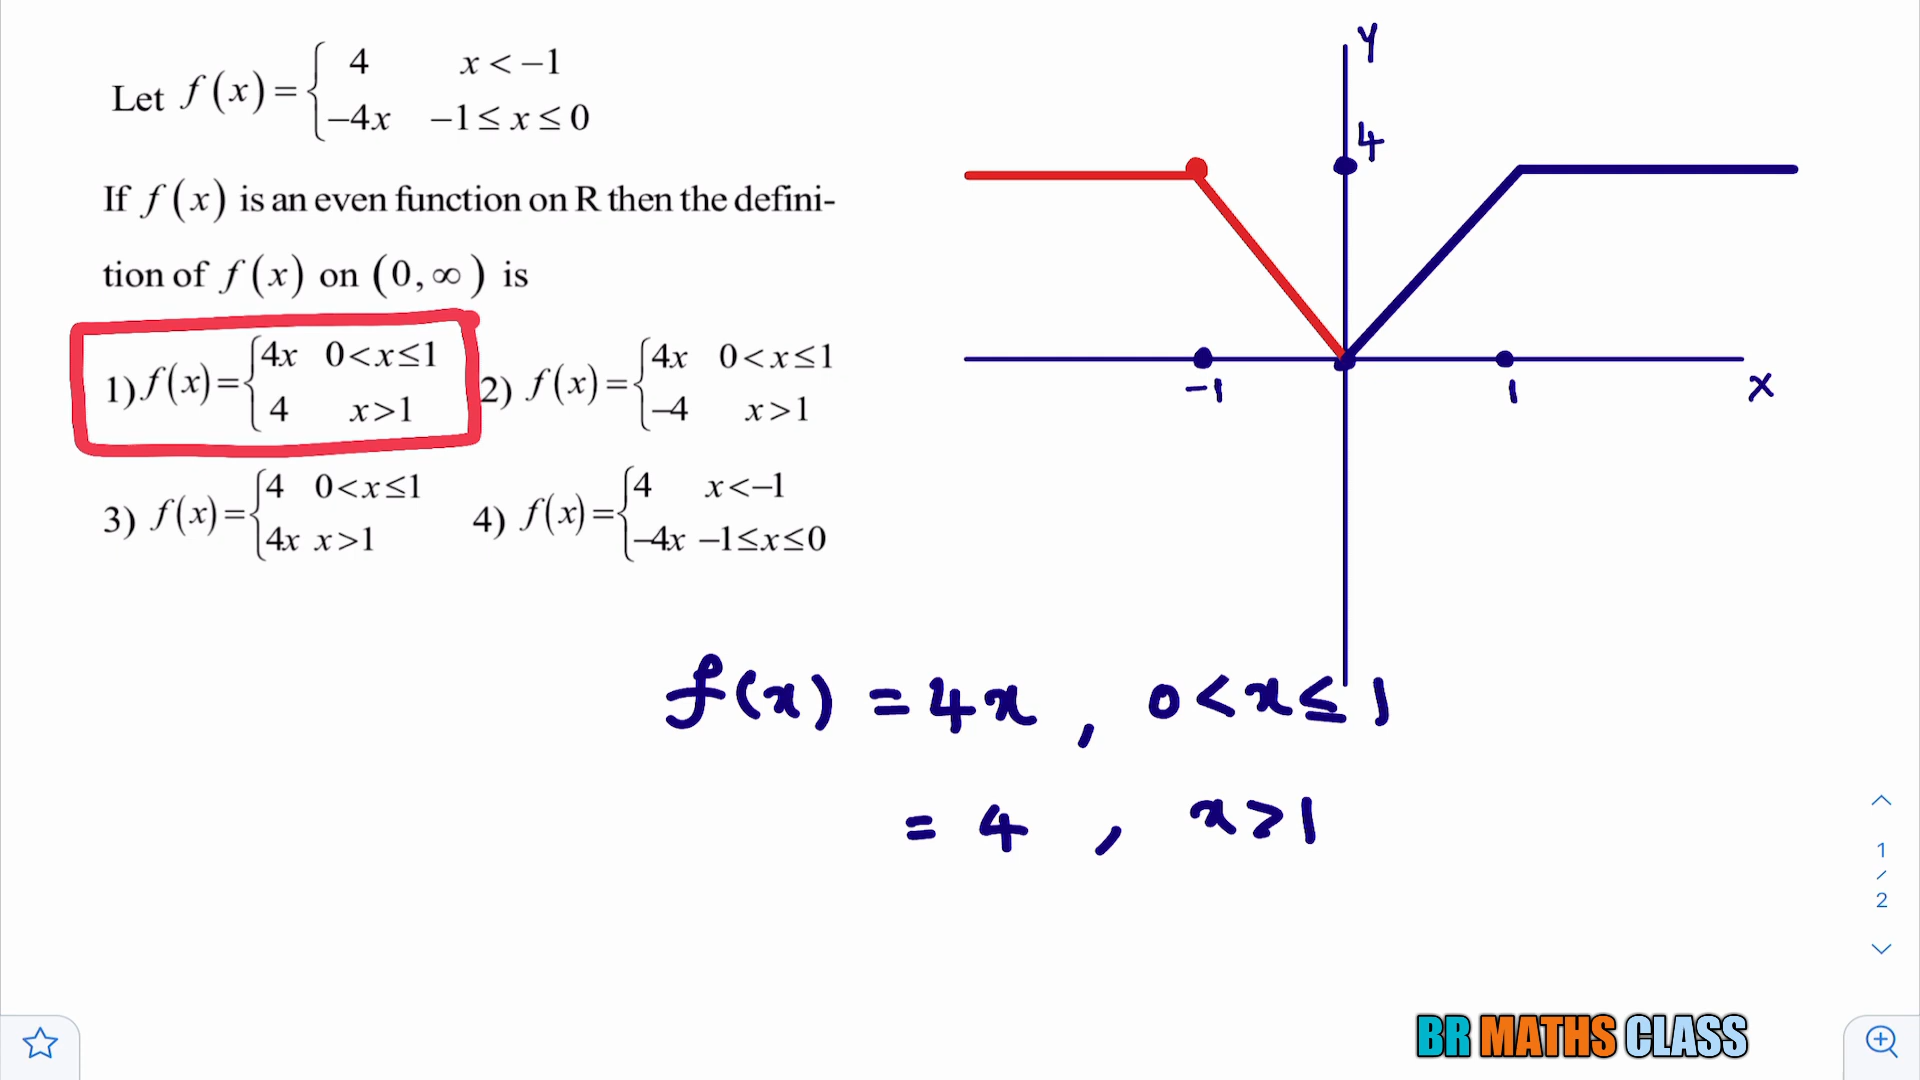 Let f(x) = { 4 x < −1
−4x −1 ≤ x ≤ 0
If f(x) is an even function on R then the defini-
tion of f(x) on (0, ∞) is
1) f(x) = { 4x 0<x≤1
4 x>1
2) f(x) = { 4x 0<x≤1
−4 x>1
3) f(x) = { 4 0<x≤1
4x x>1
4) f(x) = { 4 x<−1
−4x −1≤x≤0
Y
4
−1
1
X
f(x) = 4x , 0<x≤1
= 4 , x>1
1
/
2
BR MATHS CLASS